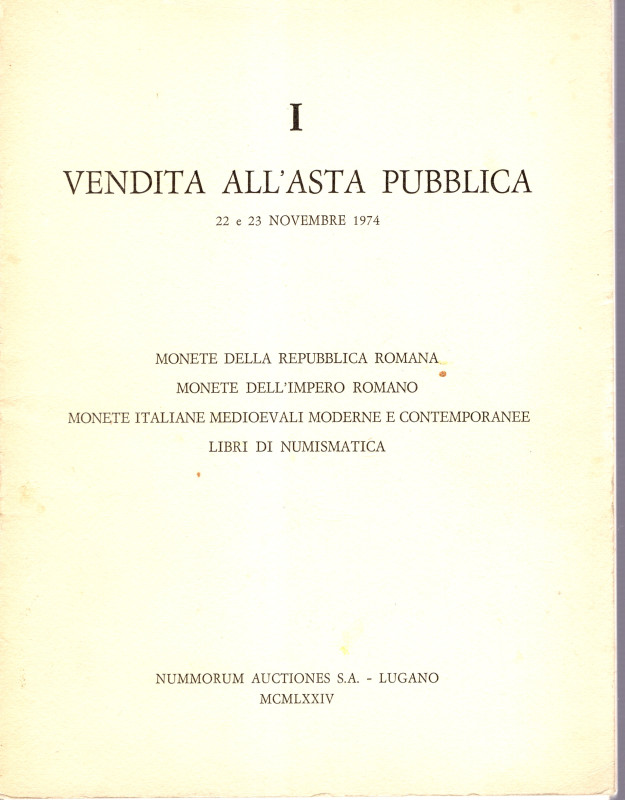 I
VENDITA ALL'ASTA PUBBLICA
22 e 23 NOVEMBRE 1974
MONETE DELLA REPUBBLICA ROMANA
MONETE DELL'IMPERO ROMANO
MONETE ITALIANE MEDIOEVALI MODERNE E CONTEMPORANEE
LIBRI DI NUMISMATICA
NUMMORUM AUCTIONES S.A. - LUGANO
MCMLXXIV